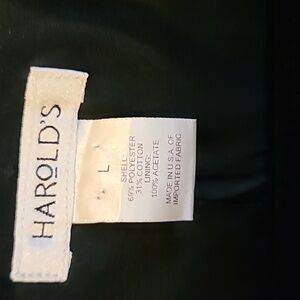 HAROLD'S
L
SHELL:
69% POLYESTER
31% COTTON
LINING:
100% ACETATE
MADE IN U.S.A. OF
IMPORTED FABRIC